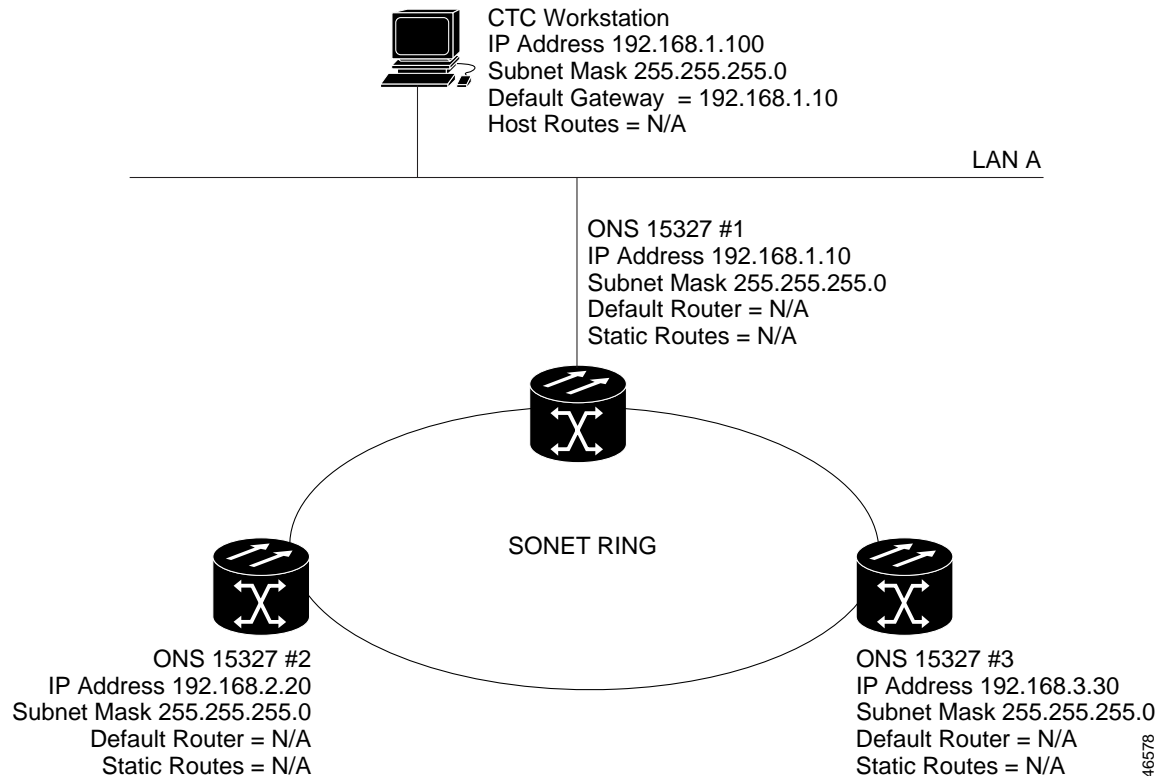 CTC Workstation
IP Address 192.168.1.100
Subnet Mask 255.255.255.0
Default Gateway = 192.168.1.10
Host Routes = N/A
LAN A
ONS 15327 #1
IP Address 192.168.1.10
Subnet Mask 255.255.255.0
Default Router = N/A
Static Routes = N/A
SONET RING
ONS 15327 #2
IP Address 192.168.2.20
Subnet Mask 255.255.255.0
Default Router = N/A
Static Routes = N/A
ONS 15327 #3
IP Address 192.168.3.30
Subnet Mask 255.255.255.0
Default Router = N/A
Static Routes = N/A
46578